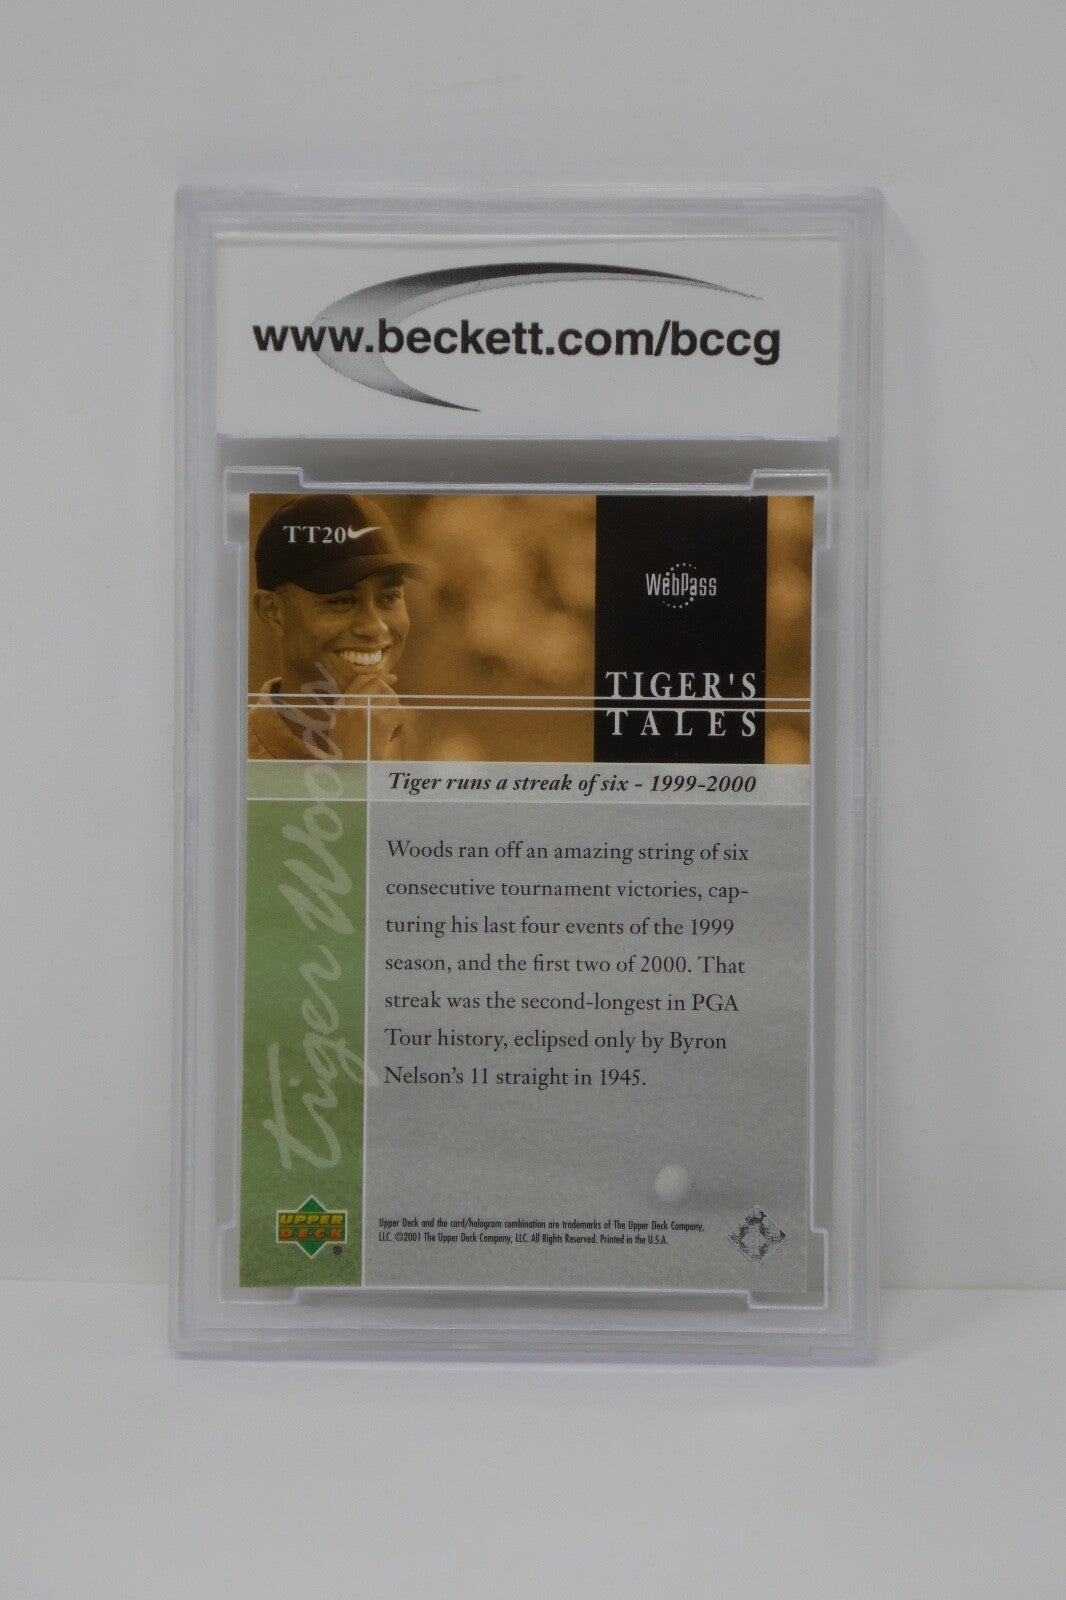 www.beckett.com/bccg
TT20
WebPass
TIGER'S
TALES
Tiger runs a streak of six - 1999-2000
Tiger Woods
Woods ran off an amazing string of six
consecutive tournament victories, cap-
turing his last four events of the 1999
season, and the first two of 2000. That
streak was the second-longest in PGA
Tour history, eclipsed only by Byron
Nelson's 11 straight in 1945.
UPPER
DECK
®
Upper Deck and the card/hologram combination are trademarks of The Upper Deck Company,
LLC. ©2001 The Upper Deck Company, LLC. All Rights Reserved. Printed in the U.S.A.